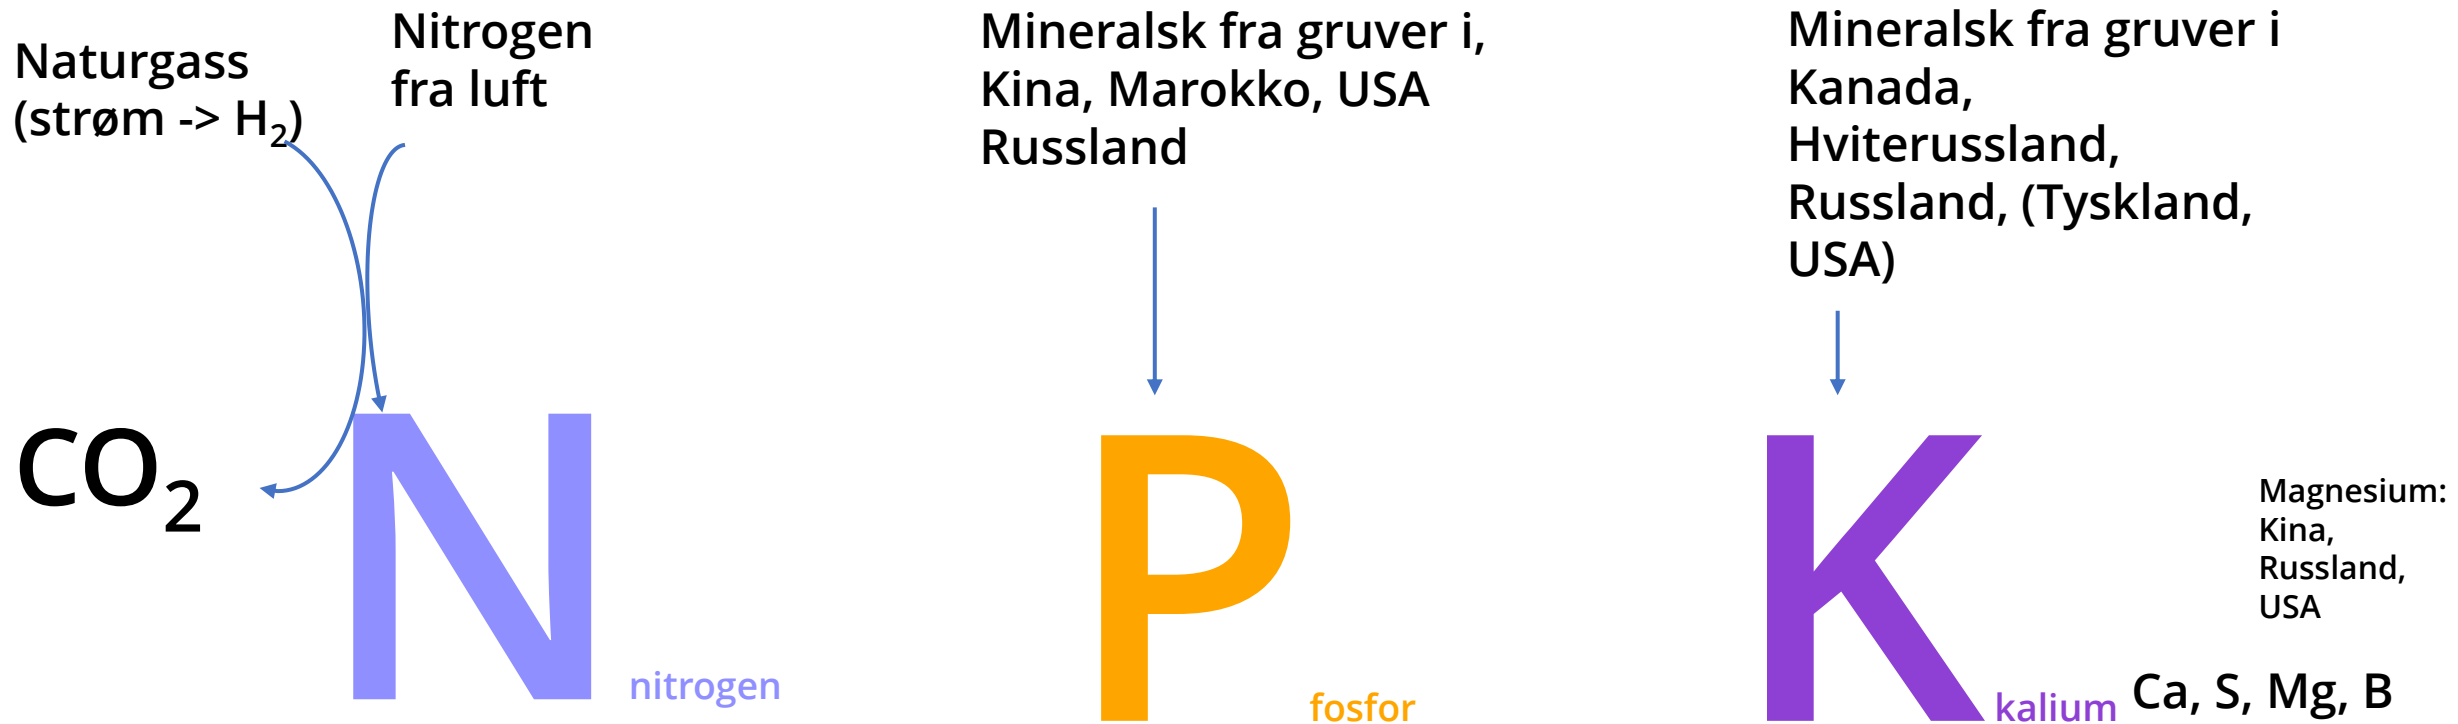 Naturgass
(strøm -> H₂)
Nitrogen
fra luft
CO₂
N
nitrogen
Mineralsk fra gruver i,
Kina, Marokko, USA
Russland
P
fosfor
Mineralsk fra gruver i
Kanada,
Hviterussland,
Russland, (Tyskland,
USA)
K
kalium
Magnesium:
Kina,
Russland,
USA
Ca, S, Mg, B